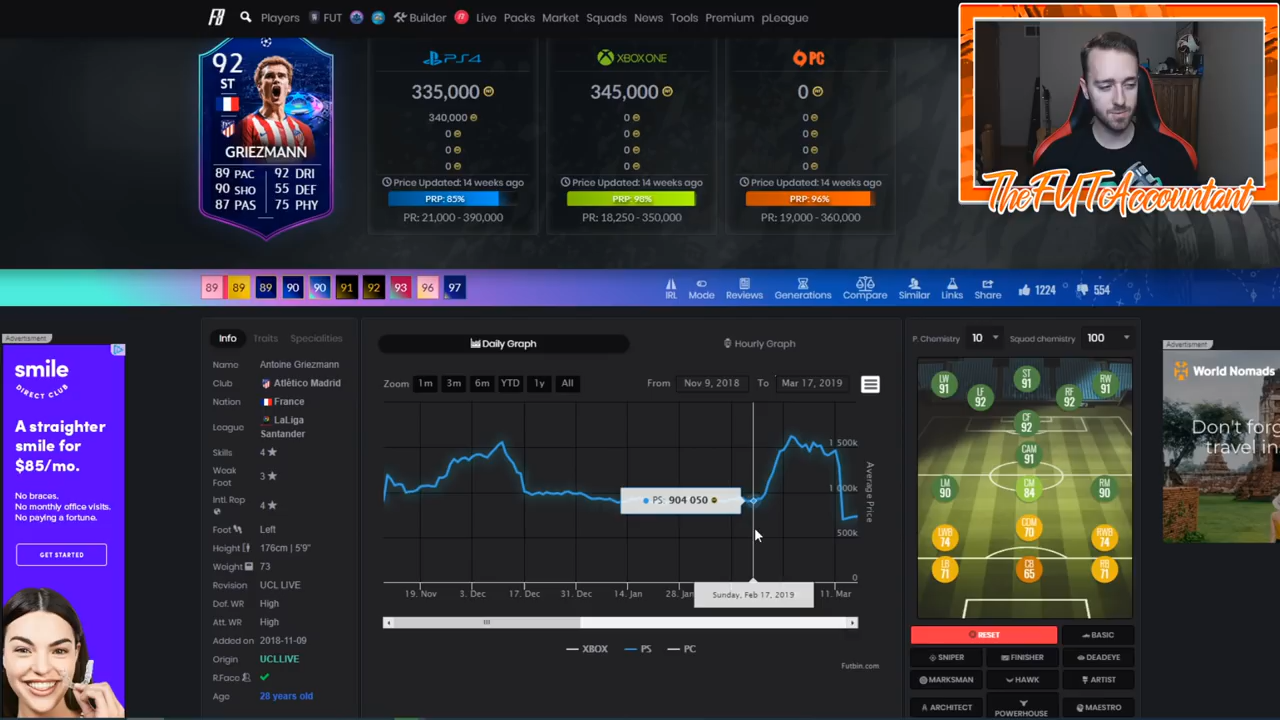 F8 Players FUT Builder Live Packs Market Squads News Tools Premium pLeague
92
ST
GRIEZMANN
89 PAC 92 DRI
90 SHO 55 DEF
87 PAS 75 PHY
PS4
335,000
340,000
0
0
0
Price Updated: 14 weeks ago
PRP: 85%
PR: 21,000 - 390,000
XBOX ONE
345,000
0
0
0
0
Price Updated: 14 weeks ago
PRP: 98%
PR: 18,250 - 350,000
PC
0
0
0
0
0
Price Updated: 14 weeks ago
PRP: 96%
PR: 19,000 - 360,000
TheFUTAccountant
89 89 89 90 90 91 92 93 96 97
IRL Mode Reviews Generations Compare Similar Links Share 1224 554
Advertisment
smile
DIRECT CLUB
A straighter
smile for
$85/mo.
No braces.
No monthly office visits.
No paying a fortune.
GET STARTED
Info Traits Specialities
Name Antoine Griezmann
Club Atlético Madrid
Nation France
League LaLiga
Santander
Skills 4★
Weak
Foot 3★
Intl. Rep 4★
Foot Left
Height 176cm | 5'9"
Weight 73
Revision UCL LIVE
Def. WR High
Att. WR High
Added on 2018-11-09
Origin UCLLIVE
R.Face
Age 28 years old
Daily Graph Hourly Graph
Zoom 1m 3m 6m YTD 1y All From Nov 9, 2018 To Mar 17, 2019
1 500k
1 000k
500k
0
Average Price
PS: 904 050
19. Nov 3. Dec 17. Dec 31. Dec 14. Jan 28. Jan 11. Mar
Sunday, Feb 17, 2019
XBOX PS PC
Futbin.com
P. Chemistry 10 Squad chemistry 100
LW
91
LF
92
ST
91
RF
92
RW
91
CF
92
CAM
91
LM
90
CM
84
RM
90
LWB
74
CDM
70
RWB
74
LB
71
CB
65
RB
71
RESET BASIC
SNIPER FINISHER DEADEYE
MARKSMAN HAWK ARTIST
ARCHITECT POWERHOUSE MAESTRO
Advertisment
World Nomads
Don't forg
travel in